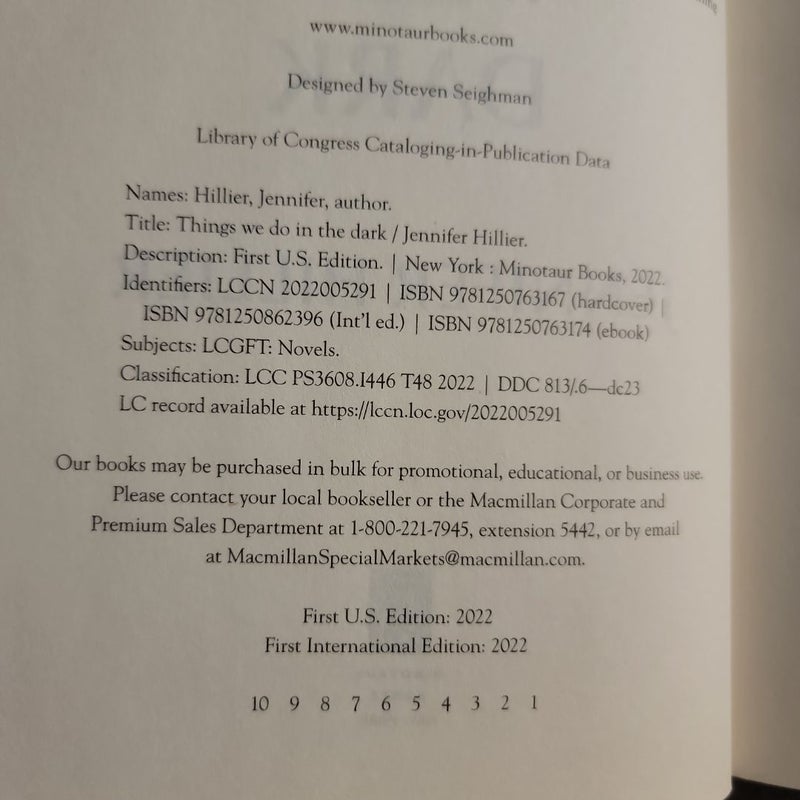 www.minotaurbooks.com
Designed by Steven Seighman
Library of Congress Cataloging-in-Publication Data
Names: Hillier, Jennifer, author.
Title: Things we do in the dark / Jennifer Hillier.
Description: First U.S. Edition. | New York : Minotaur Books, 2022.
Identifiers: LCCN 2022005291 | ISBN 9781250763167 (hardcover) |
ISBN 9781250862396 (Int'l ed.) | ISBN 9781250763174 (ebook)
Subjects: LCGFT: Novels.
Classification: LCC PS3608.I446 T48 2022 | DDC 813/.6—dc23
LC record available at https://lccn.loc.gov/2022005291
Our books may be purchased in bulk for promotional, educational, or business use.
Please contact your local bookseller or the Macmillan Corporate and
Premium Sales Department at 1-800-221-7945, extension 5442, or by email
at MacmillanSpecialMarkets@macmillan.com.
First U.S. Edition: 2022
First International Edition: 2022
10 9 8 7 6 5 4 3 2 1